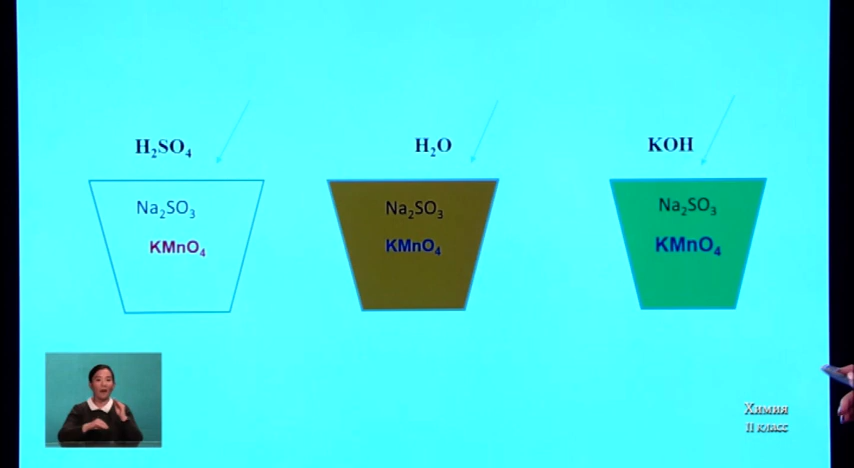 H₂SO₄
H₂O
KOH
Na₂SO₃
Na₂SO₃
Na₂SO₃
KMnO₄
KMnO₄
KMnO₄
Химия
11 класс